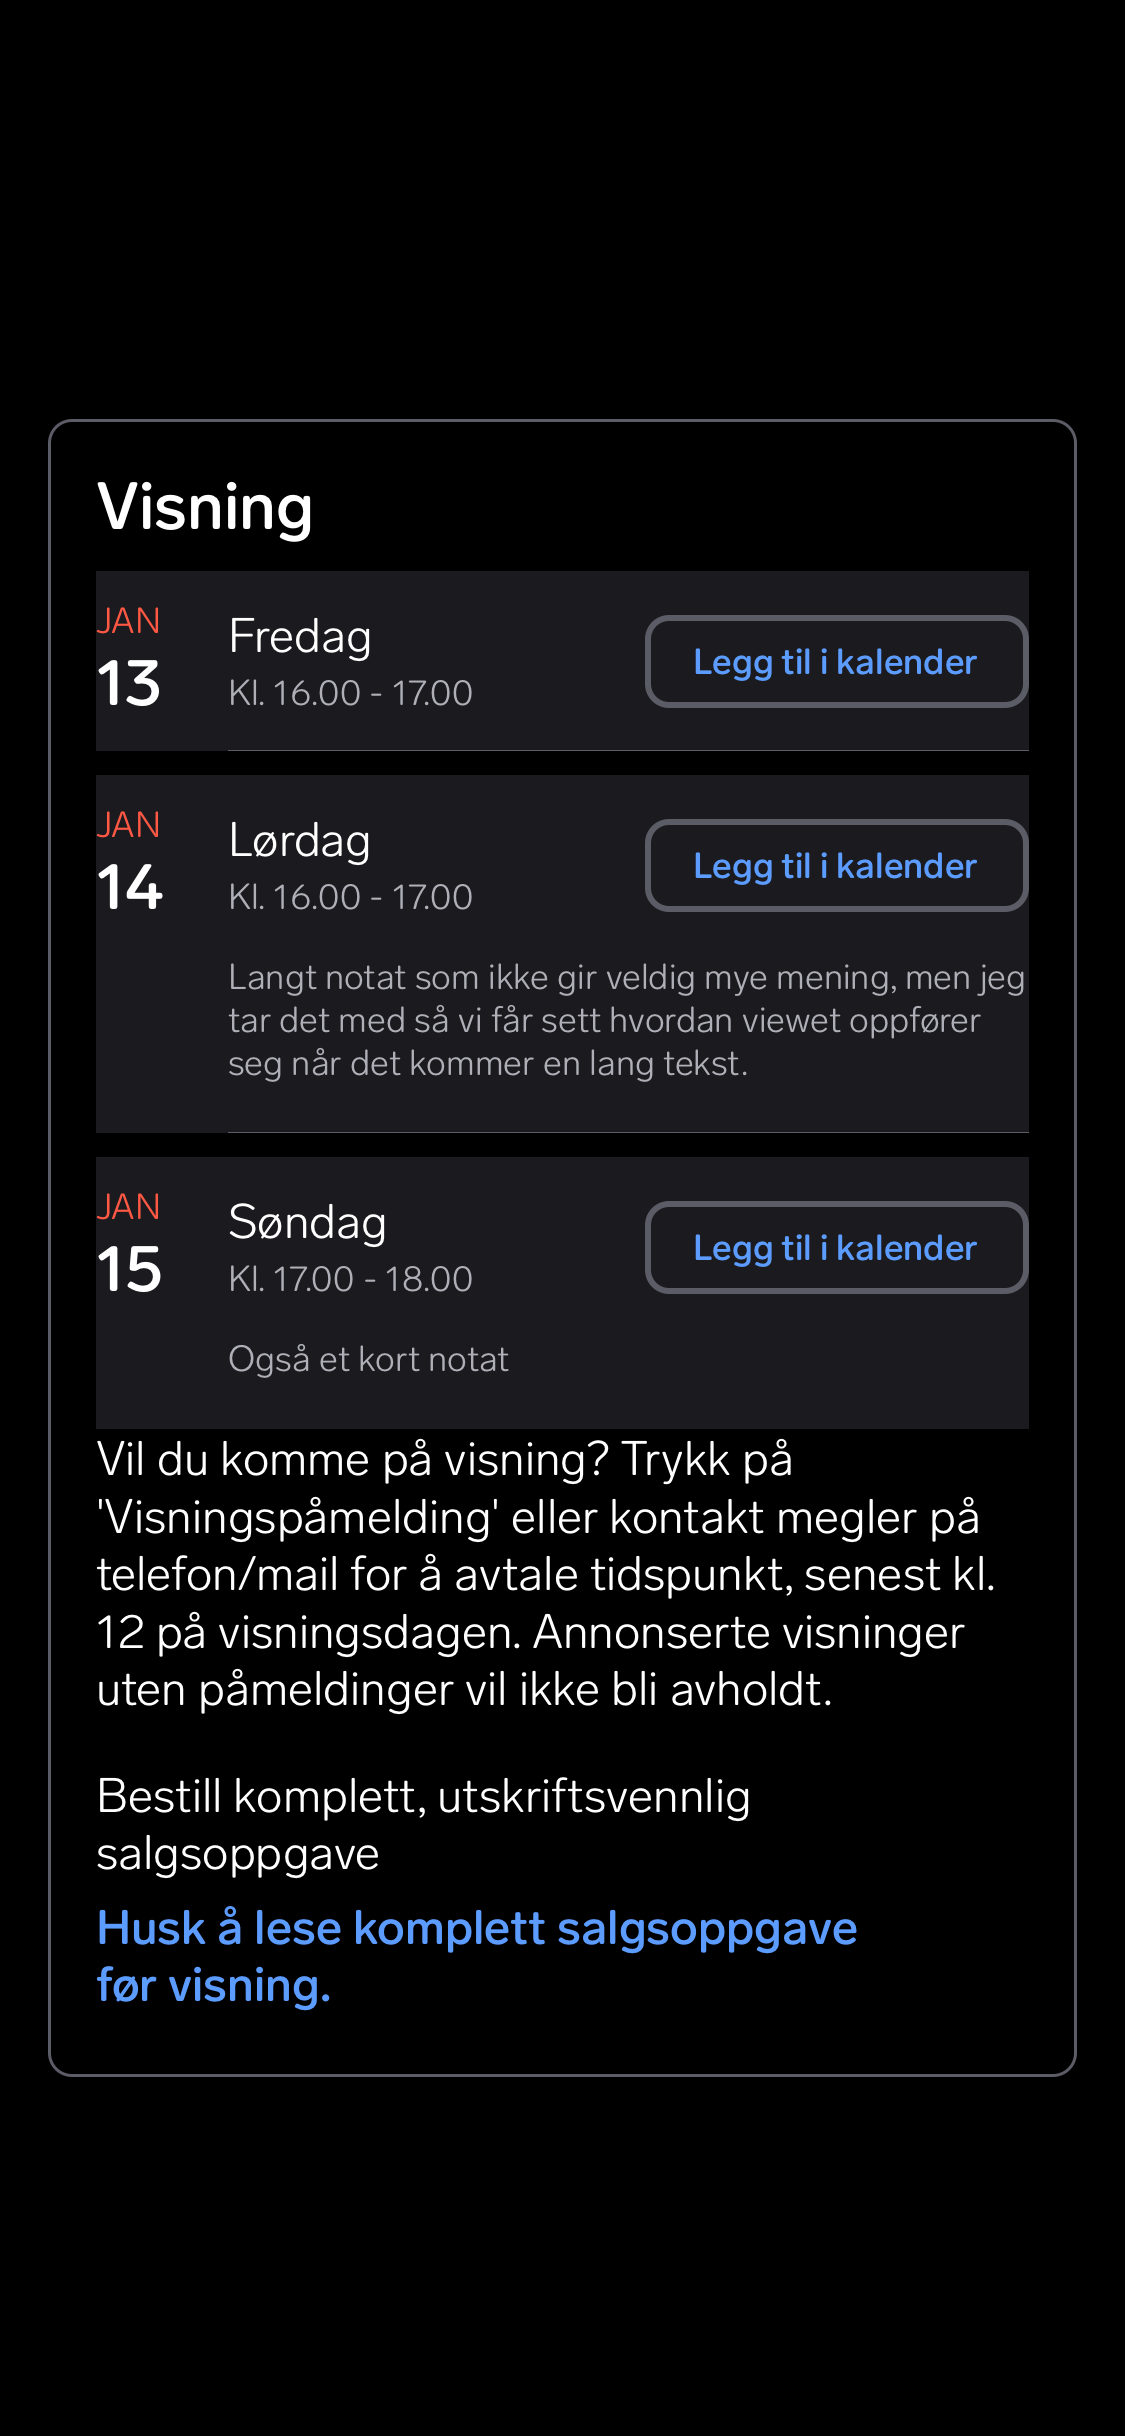 Visning
JAN
13
Fredag
Kl. 16.00 - 17.00
Legg til i kalender
JAN
14
Lørdag
Kl. 16.00 - 17.00
Legg til i kalender
Langt notat som ikke gir veldig mye mening, men jeg
tar det med så vi får sett hvordan viewet oppfører
seg når det kommer en lang tekst.
JAN
15
Søndag
Kl. 17.00 - 18.00
Legg til i kalender
Også et kort notat
Vil du komme på visning? Trykk på
'Visningspåmelding' eller kontakt megler på
telefon/mail for å avtale tidspunkt, senest kl.
12 på visningsdagen. Annonserte visninger
uten påmeldinger vil ikke bli avholdt.
Bestill komplett, utskriftsvennlig
salgsoppgave
Husk å lese komplett salgsoppgave
før visning.